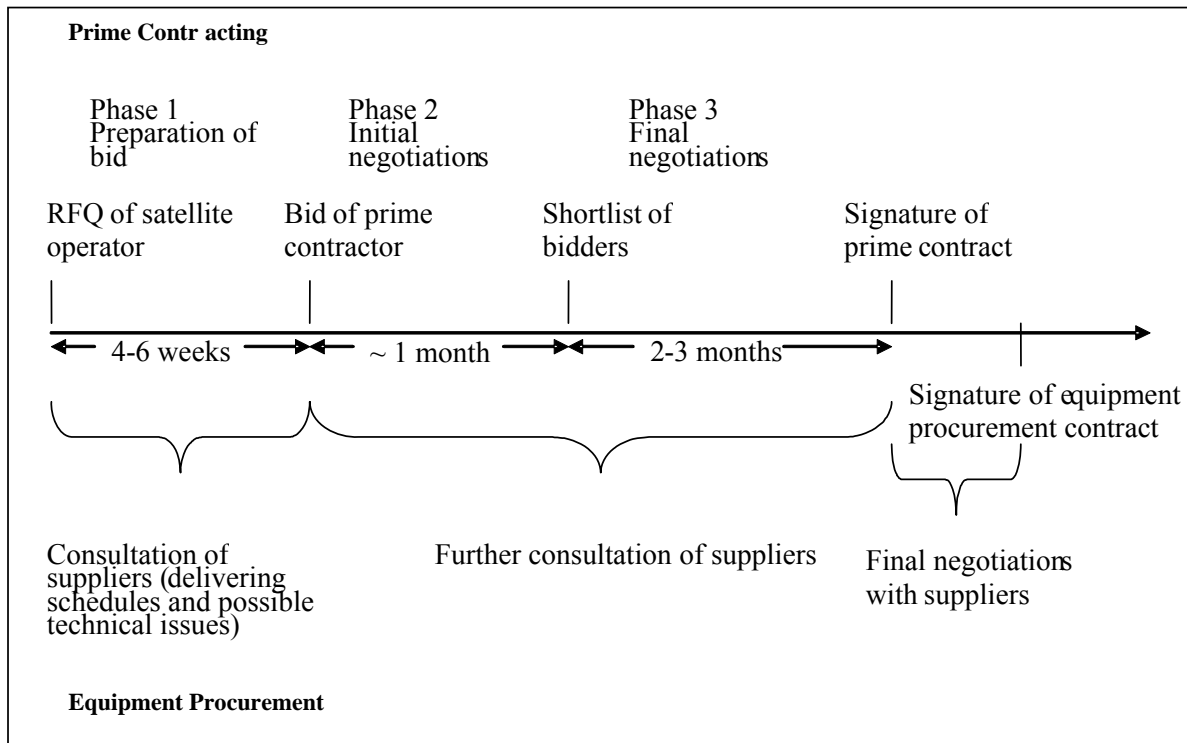 Prime Contr acting
Phase 1
Preparation of
bid
Phase 2
Initial
negotiations
Phase 3
Final
negotiations
RFQ of satellite
operator
Bid of prime
contractor
Shortlist of
bidders
Signature of
prime contract
4-6 weeks
~ 1 month
2-3 months
Signature of equipment
procurement contract
Consultation of
suppliers (delivering
schedules and possible
technical issues)
Further consultation of suppliers
Final negotiations
with suppliers
Equipment Procurement